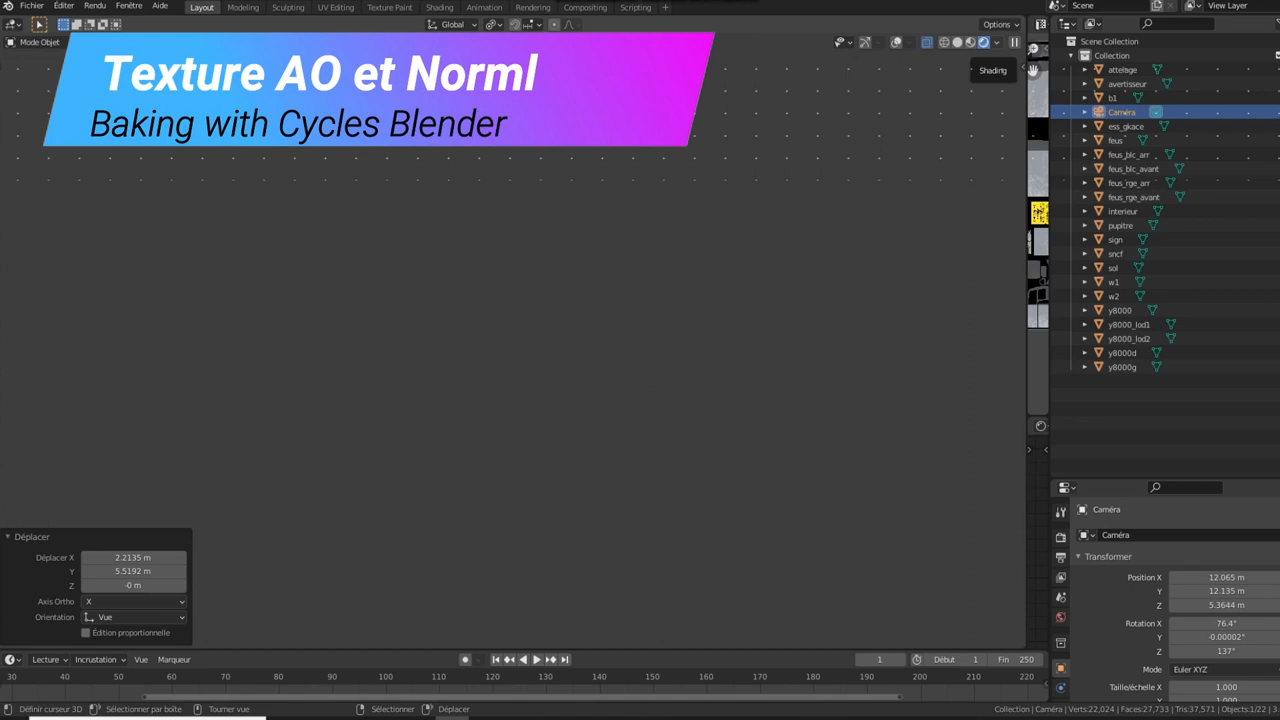 Fichier Éditer Rendu Fenêtre Aide Layout Modeling Sculpting UV Editing Texture Paint Shading Animation Rendering Compositing Scripting + Scene View Layer
Global Options
Mode Objet
Texture AO et Norml
Baking with Cycles Blender
Shading
Scene Collection
Collection
attelage
avertisseur
b1
Caméra
ess_gkace
feus
feus_blc_arr
feus_blc_avant
feus_rge_arr
feus_rge_avant
interieur
pupitre
sign
sncf
sol
w1
w2
y8000
y8000_lod1
y8000_lod2
y8000d
y8000g
Déplacer
Déplacer X 2.2135 m
Y 5.5192 m
Z -0 m
Axis Ortho X
Orientation Vue
Édition proportionnelle
Caméra
Caméra
Transformer
Position X 12.065 m
Y 12.135 m
Z 5.3644 m
Rotation X 76.4°
Y -0.00002°
Z 137°
Mode Euler XYZ
Taille/échelle X 1.000
1.000
Lecture Incrustation Vue Marqueur 1 Début 1 Fin 250
30 40 50 60 70 80 90 100 110 120 130 140 150 160 170 180 190 200 210 220
Définir curseur 3D Sélectionner par boîte Tourner vue Sélectionner Déplacer Collection | Caméra | Verts:22,024 | Faces:27,733 | Tris:37,571 | Objects:1/22 | 3.